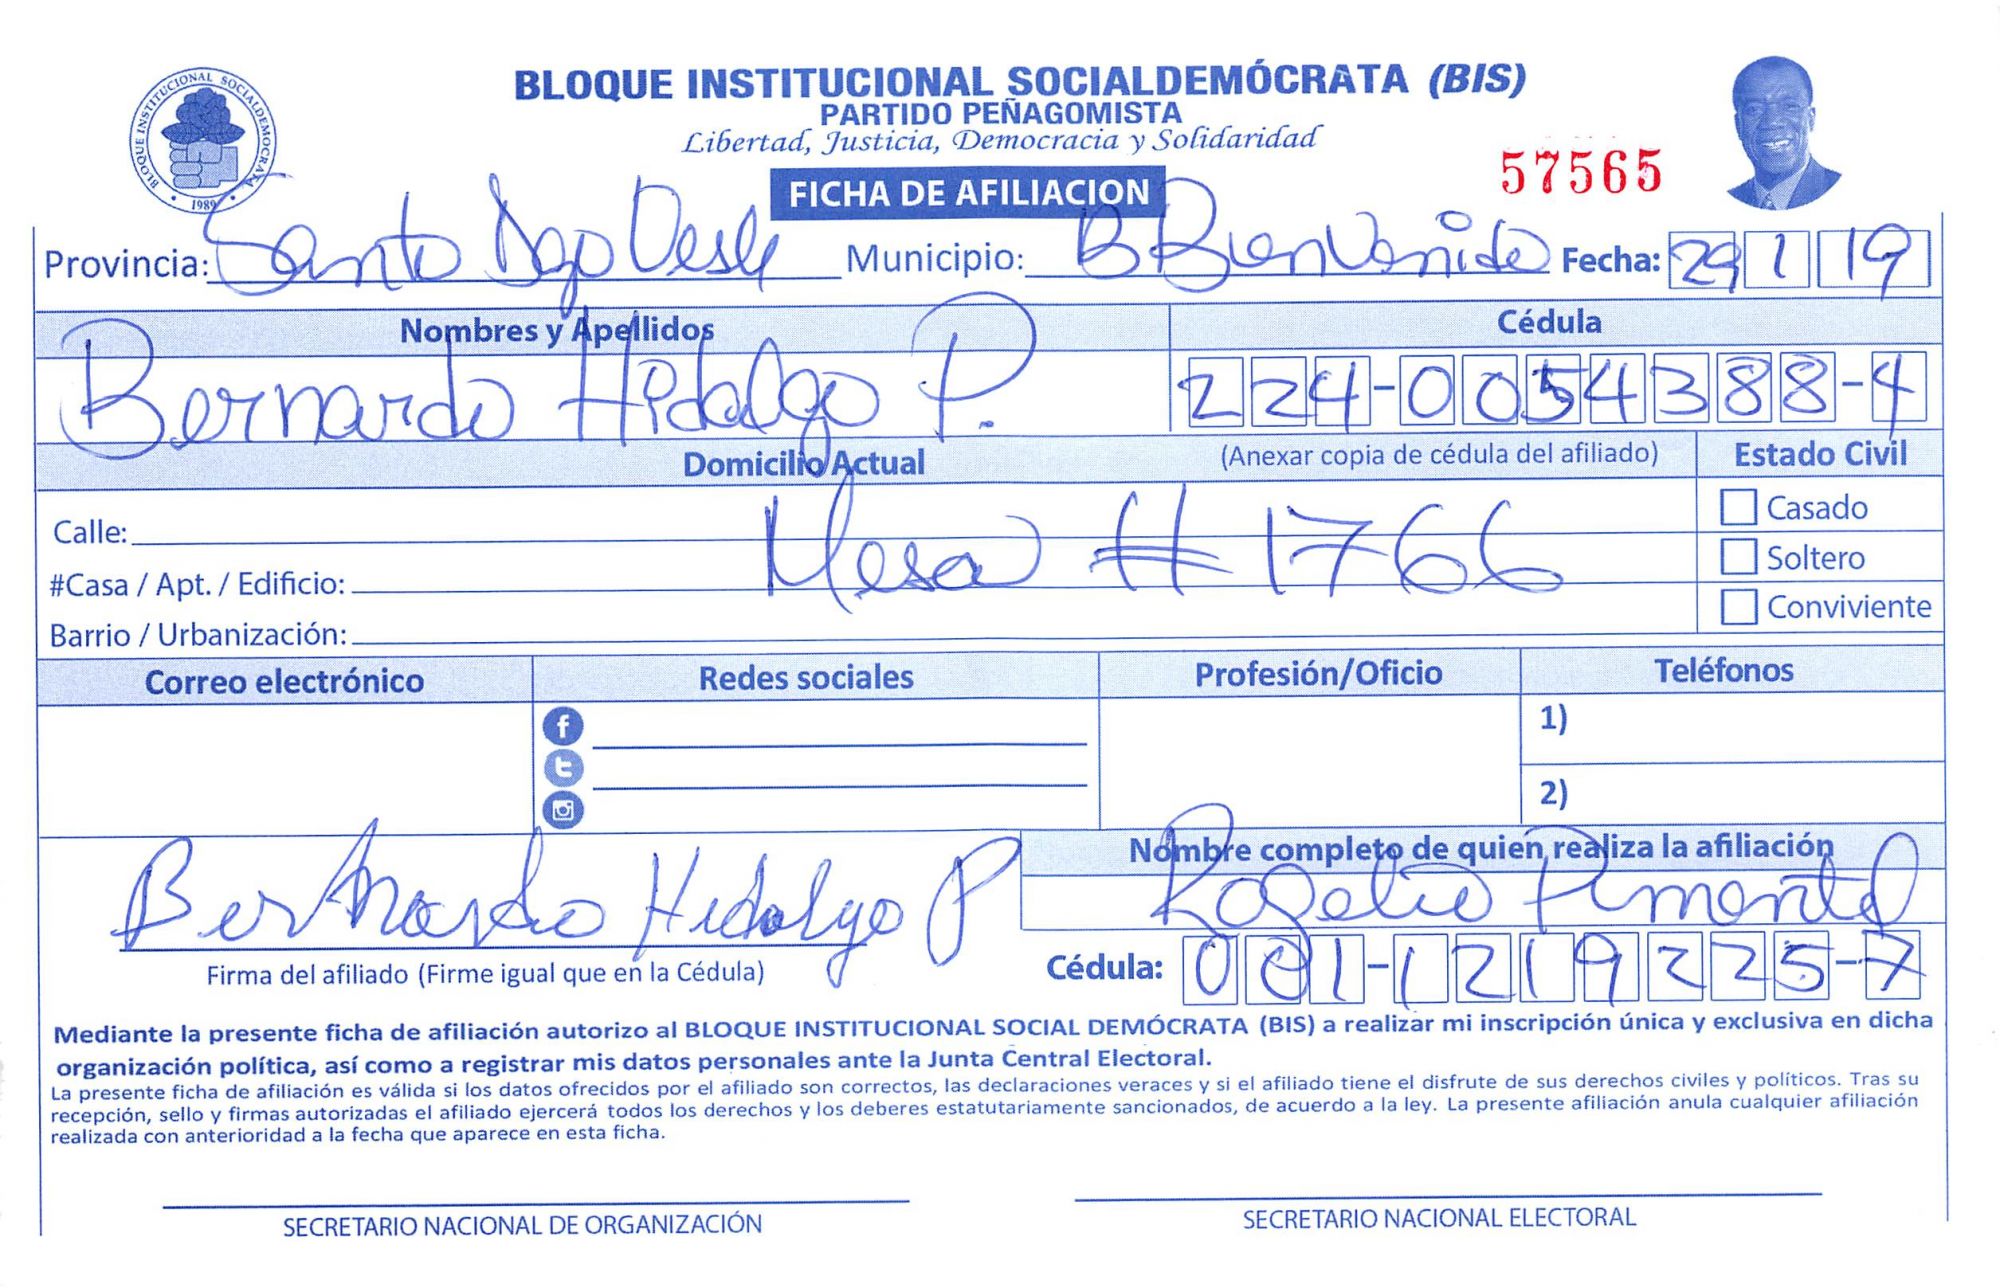 BLOQUE INSTITUCIONAL SOCIALDEMÓCRATA (BIS)
PARTIDO PEÑAGOMISTA
Libertad, Justicia, Democracia y Solidaridad
BLOQUE INSTITUCIONAL SOCIALDEMOCRATA
1989
57565
FICHA DE AFILIACION
Provincia: Santo Dgo Oeste Municipio: B Bienvenido Fecha: 29 1 19
Nombres y Apellidos Cédula
Bernardo Hidalgo P. 224-0054388-4
Domicilio Actual (Anexar copia de cédula del afiliado) Estado Civil
Calle: Mesa # 1766 Casado
#Casa / Apt. / Edificio: Soltero
Barrio / Urbanización: Conviviente
Correo electrónico Redes sociales Profesión/Oficio Teléfonos
1)
2)
Nombre completo de quien realiza la afiliación
Bernardo Hidalgo P Rogelio Pimentel
Firma del afiliado (Firme igual que en la Cédula) Cédula: 001-1219225-7
Mediante la presente ficha de afiliación autorizo al BLOQUE INSTITUCIONAL SOCIAL DEMÓCRATA (BIS) a realizar mi inscripción única y exclusiva en dicha
organización política, así como a registrar mis datos personales ante la Junta Central Electoral.
La presente ficha de afiliación es válida si los datos ofrecidos por el afiliado son correctos, las declaraciones veraces y si el afiliado tiene el disfrute de sus derechos civiles y políticos. Tras su
recepción, sello y firmas autorizadas el afiliado ejercerá todos los derechos y los deberes estatutariamente sancionados, de acuerdo a la ley. La presente afiliación anula cualquier afiliación
realizada con anterioridad a la fecha que aparece en esta ficha.
SECRETARIO NACIONAL DE ORGANIZACIÓN SECRETARIO NACIONAL ELECTORAL